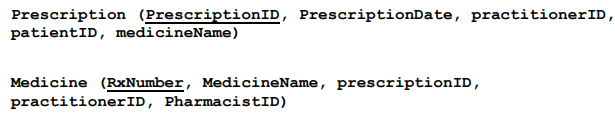 Prescription (PrescriptionID, PrescriptionDate, practitionerID,
patientID, medicineName)
Medicine (RxNumber, MedicineName, prescriptionID,
practitionerID, PharmacistID)